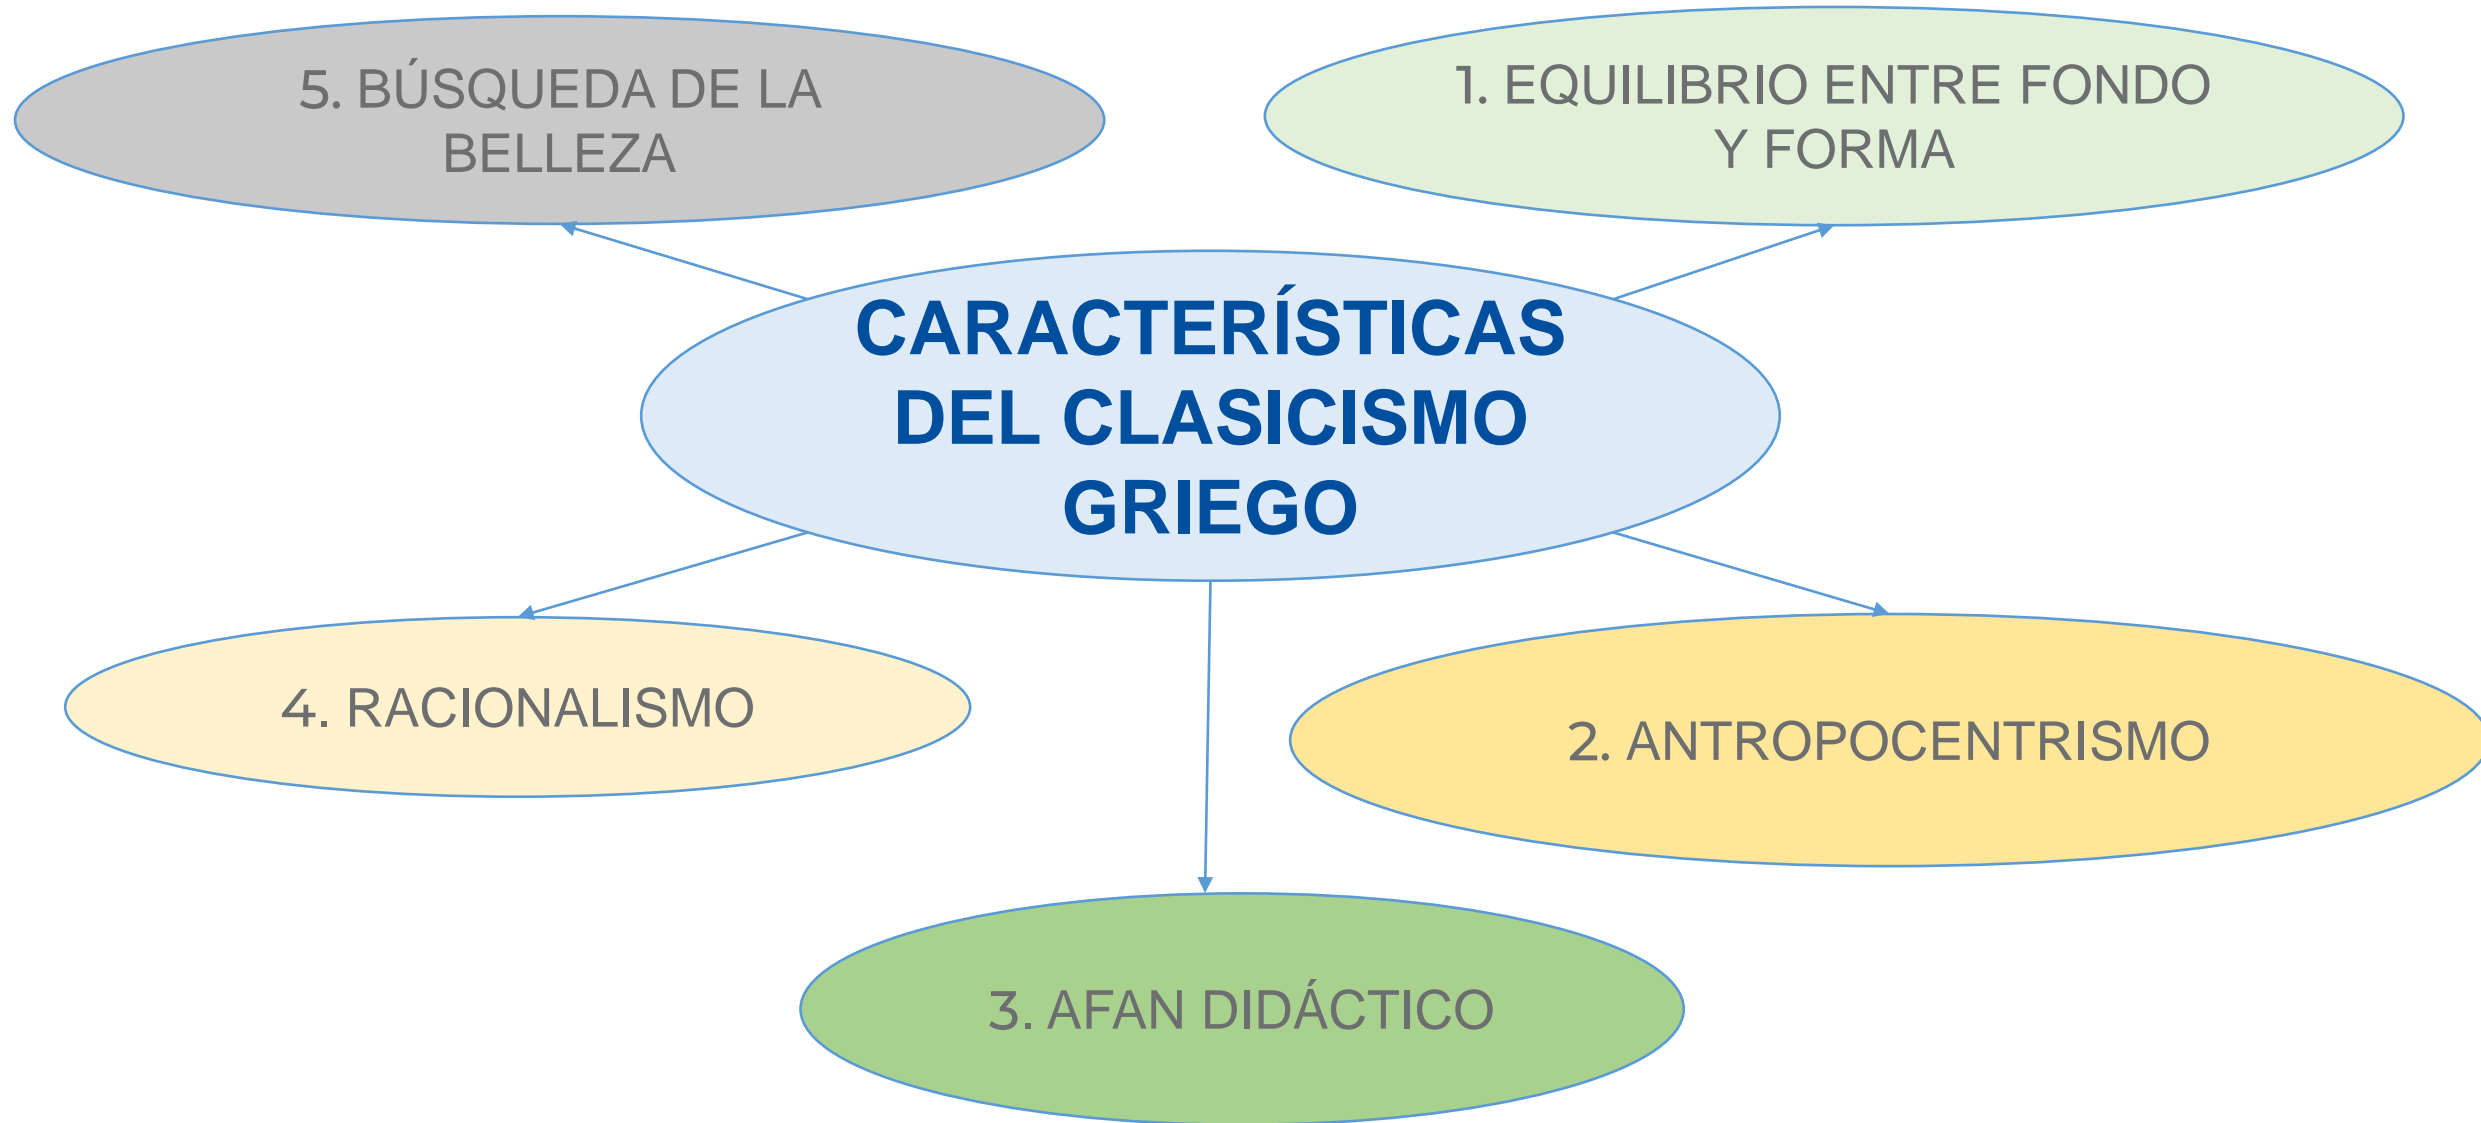 5. BÚSQUEDA DE LA
BELLEZA
1. EQUILIBRIO ENTRE FONDO
Y FORMA
CARACTERÍSTICAS
DEL CLASICISMO
GRIEGO
4. RACIONALISMO
2. ANTROPOCENTRISMO
3. AFAN DIDÁCTICO